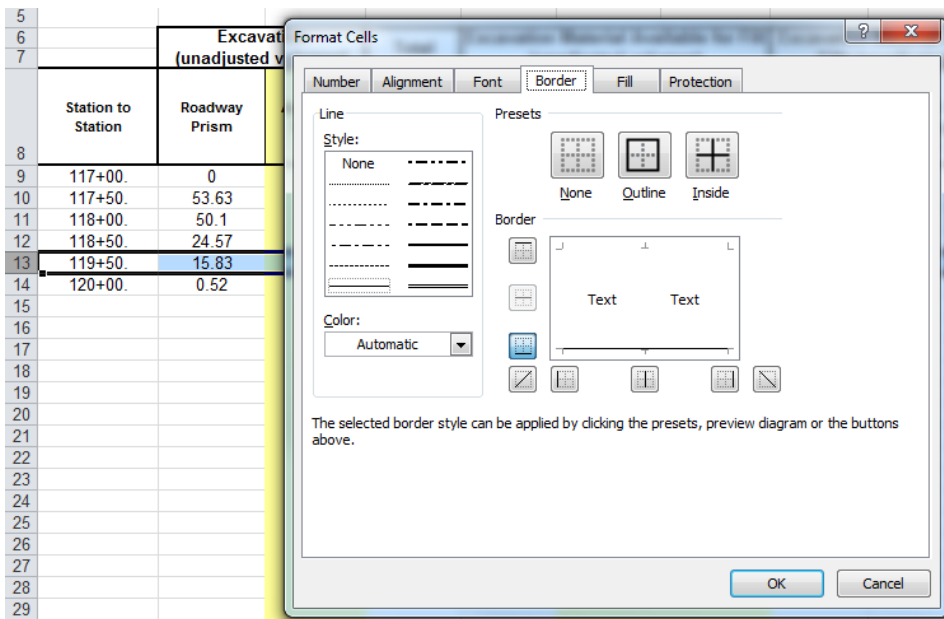 5
6 Excavati
7 (unadjusted v
8 Station to Station Roadway Prism
9 117+00. 0
10 117+50. 53.63
11 118+00. 50.1
12 118+50. 24.57
13 119+50. 15.83
14 120+00. 0.52
15
16
17
18
19
20
21
22
23
24
25
26
27
28
29
Format Cells
Number Alignment Font Border Fill Protection
Line
Style:
None
Color:
Automatic
Presets
None Outline Inside
Border
Text Text
The selected border style can be applied by clicking the presets, preview diagram or the buttons
above.
OK Cancel